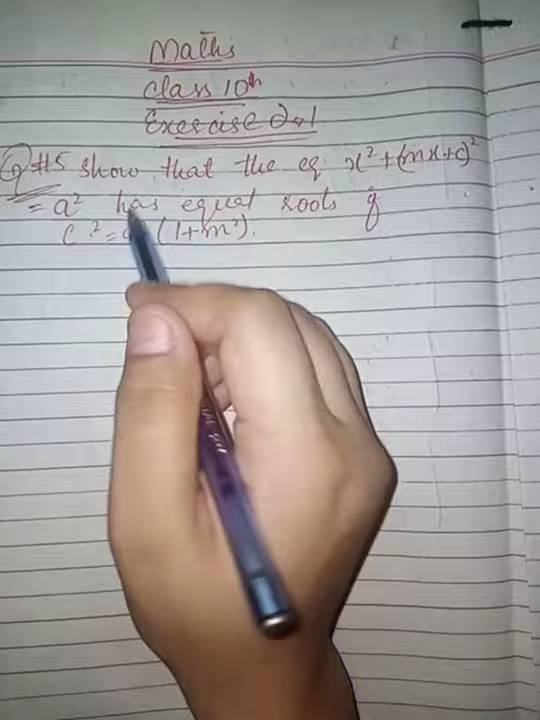 Maths
Class 10th
Exercise 2.1
Q #5 show that the eq. x² + (mx+c)²
= a² has equal roots if
c² = (1+m²).